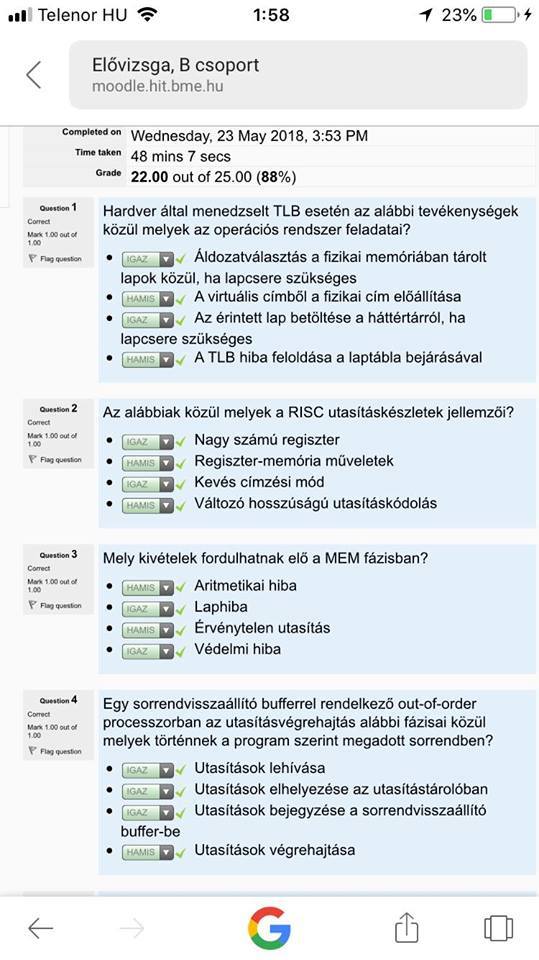 Telenor HU 1:58 23%
Elővizsga, B csoport
moodle.hit.bme.hu
Completed on Wednesday, 23 May 2018, 3:53 PM
Time taken 48 mins 7 secs
Grade 22.00 out of 25.00 (88%)
Question 1
Correct
Mark 1.00 out of
1.00
Flag question
Hardver által menedzselt TLB esetén az alábbi tevékenységek
közül melyek az operációs rendszer feladatai?
• IGAZ Áldozatválasztás a fizikai memóriában tárolt
lapok közül, ha lapcsere szükséges
• HAMIS A virtuális címből a fizikai cím előállítása
• IGAZ Az érintett lap betöltése a háttértárról, ha
lapcsere szükséges
• HAMIS A TLB hiba feloldása a laptábla bejárásával
Question 2
Correct
Mark 1.00 out of
1.00
Flag question
Az alábbiak közül melyek a RISC utasításkészletek jellemzői?
• IGAZ Nagy számú regiszter
• HAMIS Regiszter-memória műveletek
• IGAZ Kevés címzési mód
• HAMIS Változó hosszúságú utasításkódolás
Question 3
Correct
Mark 1.00 out of
1.00
Flag question
Mely kivételek fordulhatnak elő a MEM fázisban?
• HAMIS Aritmetikai hiba
• IGAZ Laphiba
• HAMIS Érvénytelen utasítás
• IGAZ Védelmi hiba
Question 4
Correct
Mark 1.00 out of
1.00
Flag question
Egy sorrendvisszaállító bufferrel rendelkező out-of-order
processzorban az utasításvégrehajtás alábbi fázisai közül
melyek történnek a program szerint megadott sorrendben?
• IGAZ Utasítások lehívása
• IGAZ Utasítások elhelyezése az utasítástárolóban
• IGAZ Utasítások bejegyzése a sorrendvisszaállító
buffer-be
• HAMIS Utasítások végrehajtása